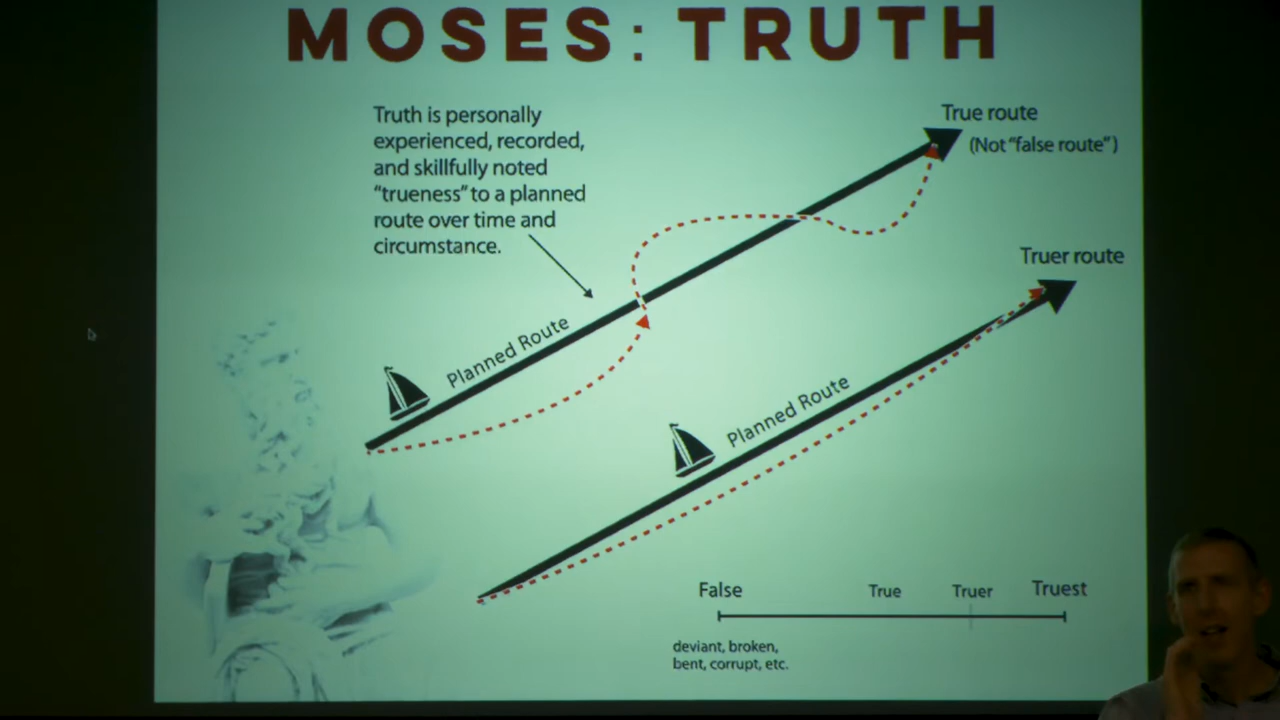 MOSES: TRUTH
Truth is personally
experienced, recorded,
and skillfully noted
"trueness" to a planned
route over time and
circumstance.
True route
(Not "false route")
Planned Route
Truer route
Planned Route
False
True
Truer
Truest
deviant, broken,
bent, corrupt, etc.